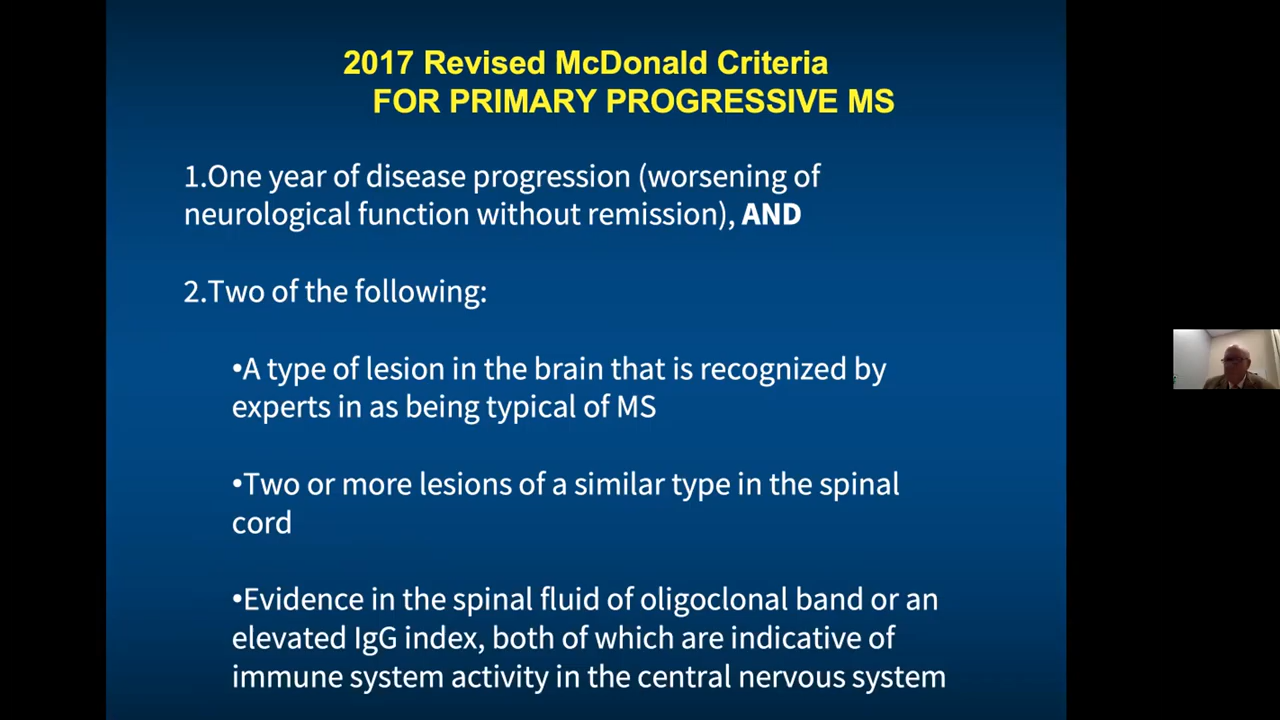 2017 Revised McDonald Criteria
FOR PRIMARY PROGRESSIVE MS
1.One year of disease progression (worsening of
neurological function without remission), AND
2.Two of the following:
•A type of lesion in the brain that is recognized by
experts in as being typical of MS
•Two or more lesions of a similar type in the spinal
cord
•Evidence in the spinal fluid of oligoclonal band or an
elevated IgG index, both of which are indicative of
immune system activity in the central nervous system